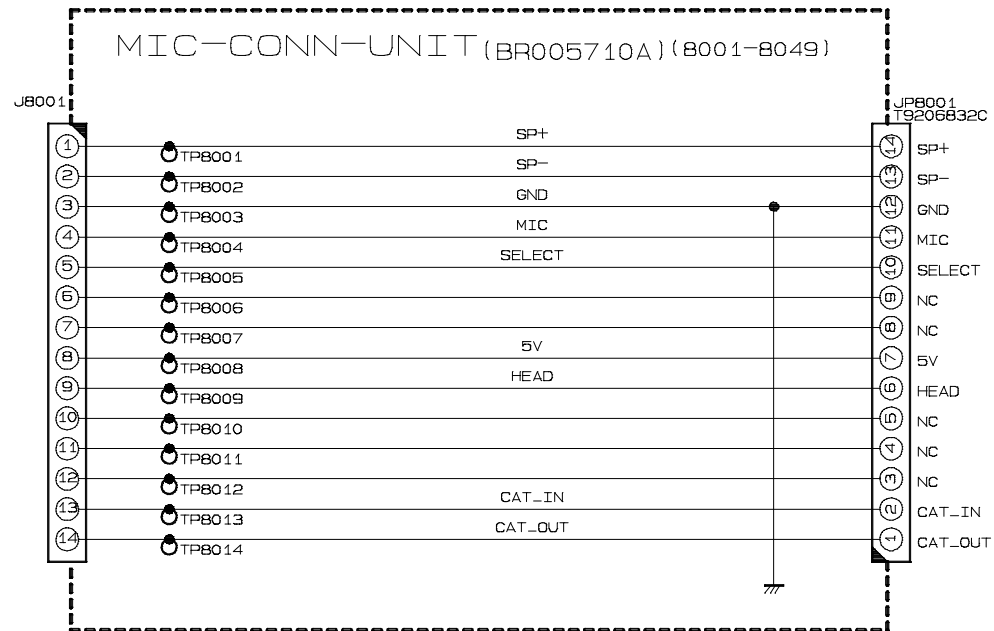 MIC-CONN-UNIT(BR005710A)(8001-8049)
J8001
JP8001
T9206832C
1 TP8001 SP+ 14 SP+
2 TP8002 SP- 13 SP-
3 TP8003 GND 12 GND
4 TP8004 MIC 11 MIC
5 TP8005 SELECT 10 SELECT
6 TP8006 9 NC
7 TP8007 8 NC
8 TP8008 5V 7 5V
9 TP8009 HEAD 6 HEAD
10 TP8010 5 NC
11 TP8011 4 NC
12 TP8012 3 NC
13 TP8013 CAT_IN 2 CAT_IN
14 TP8014 CAT_OUT 1 CAT_OUT